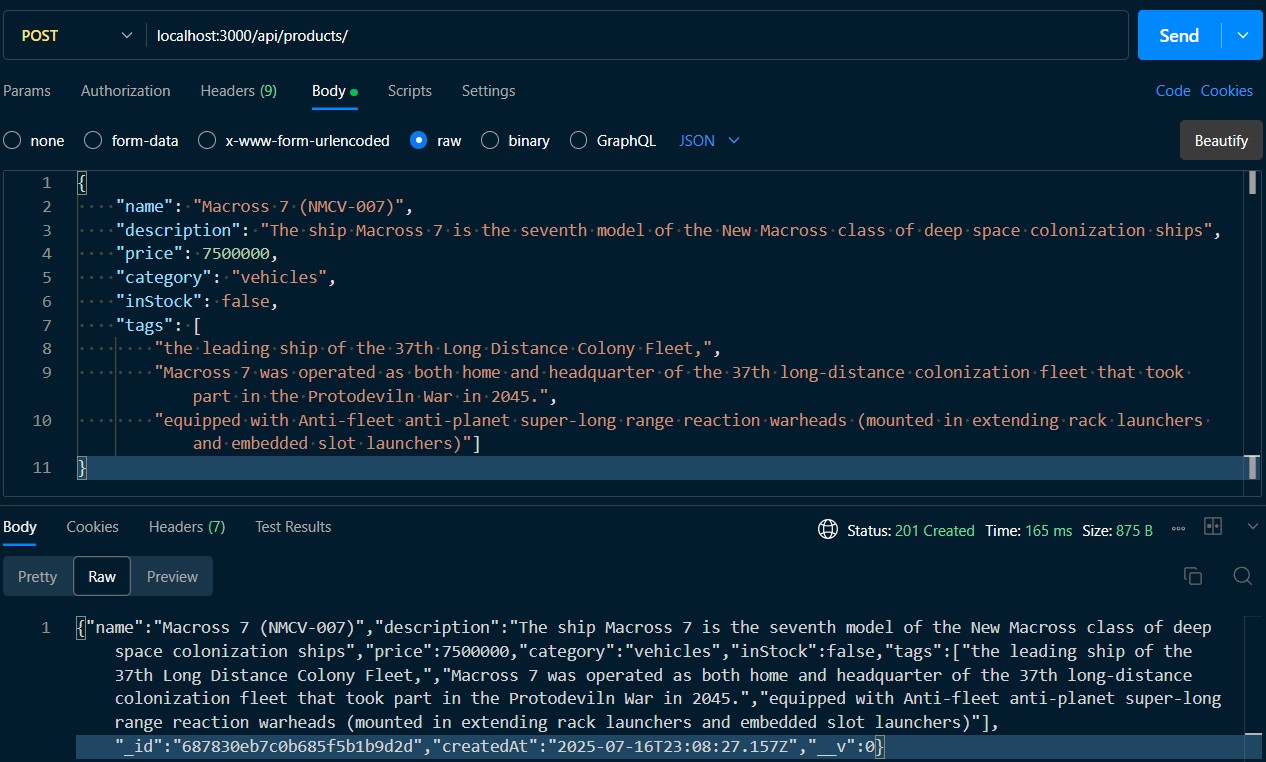 POST localhost:3000/api/products/ Send
Params Authorization Headers (9) Body Scripts Settings Code Cookies
none form-data x-www-form-urlencoded raw binary GraphQL JSON Beautify
1 {
2 "name": "Macross 7 (NMCV-007)",
3 "description": "The ship Macross 7 is the seventh model of the New Macross class of deep space colonization ships",
4 "price": 7500000,
5 "category": "vehicles",
6 "inStock": false,
7 "tags": [
8 "the leading ship of the 37th Long Distance Colony Fleet,",
9 "Macross 7 was operated as both home and headquarter of the 37th long-distance colonization fleet that took
part in the Protodeviln War in 2045.",
10 "equipped with Anti-fleet anti-planet super-long range reaction warheads (mounted in extending rack launchers
and embedded slot launchers)"]
11 }
Body Cookies Headers (7) Test Results Status: 201 Created Time: 165 ms Size: 875 B
Pretty Raw Preview
1 {"name":"Macross 7 (NMCV-007)","description":"The ship Macross 7 is the seventh model of the New Macross class of deep
space colonization ships","price":7500000,"category":"vehicles","inStock":false,"tags":["the leading ship of the
37th Long Distance Colony Fleet,","Macross 7 was operated as both home and headquarter of the 37th long-distance
colonization fleet that took part in the Protodeviln War in 2045.","equipped with Anti-fleet anti-planet super-long
range reaction warheads (mounted in extending rack launchers and embedded slot launchers)"],
"_id":"687830eb7c0b685f5b1b9d2d","createdAt":"2025-07-16T23:08:27.157Z","__v":0}